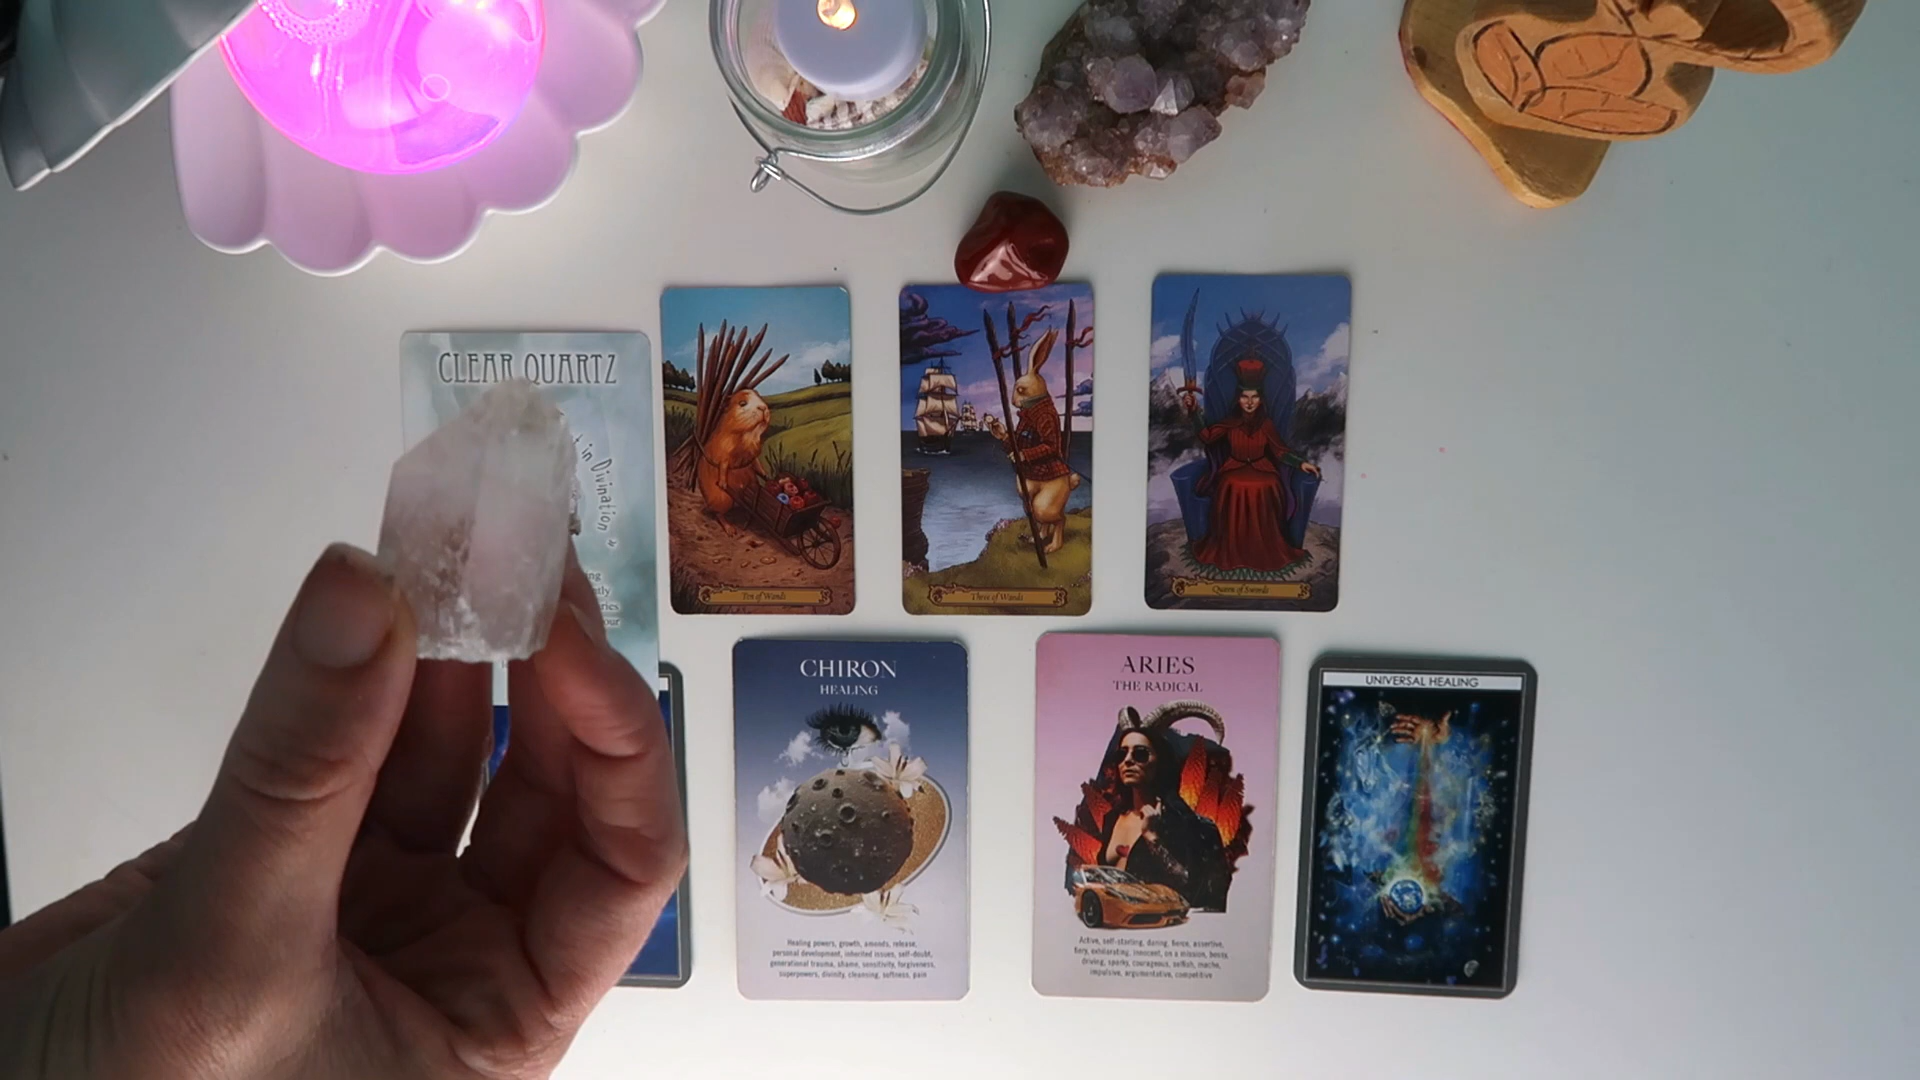 CLEAR QUARTZ
in Divination
Ten of Wands
Three of Wands
Queen of Swords
CHIRON
HEALING
Healing powers, growth, amends, release,
personal development, inherited issues, self-doubt,
generational trauma, shame, sensitivity, forgiveness,
superpowers, divinity, cleansing, softness, pain
ARIES
THE RADICAL
Active, self-starting, daring, fierce, assertive,
fiery, exhilarating, innocent, on a mission, bossy,
driving, sparky, courageous, selfish, macho,
impulsive, argumentative, competitive
UNIVERSAL HEALING